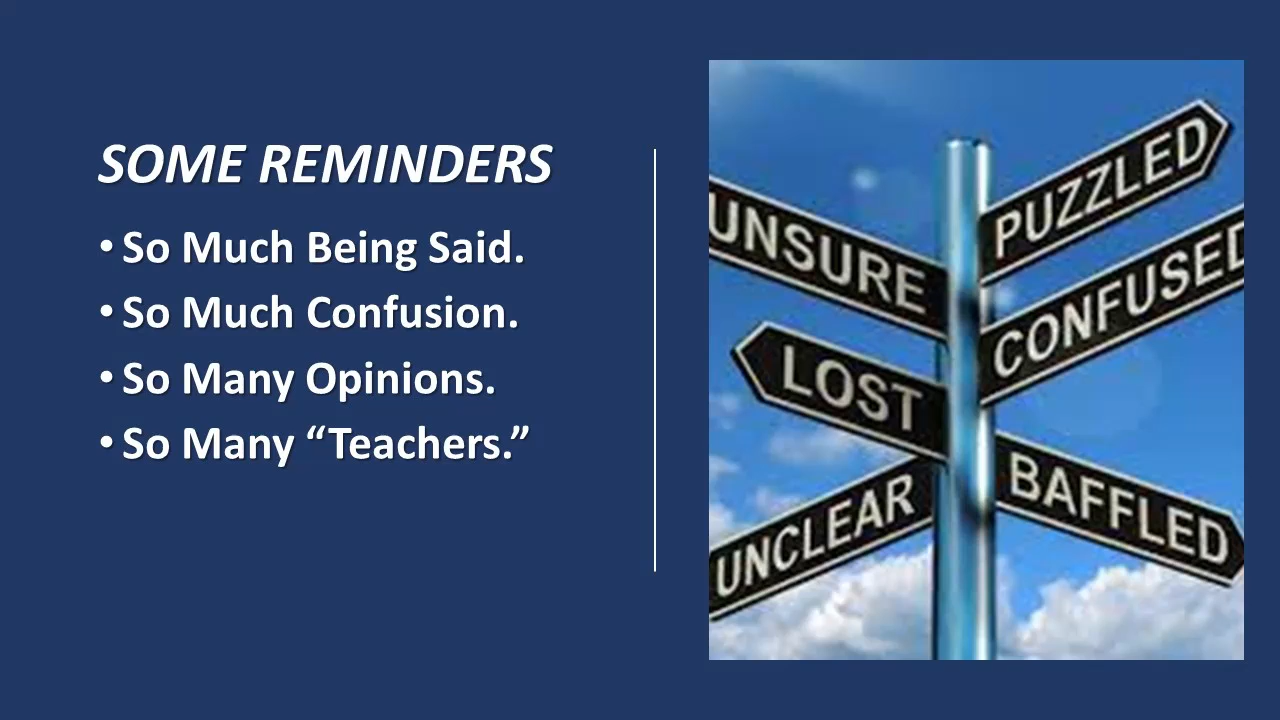 SOME REMINDERS
• So Much Being Said.
• So Much Confusion.
• So Many Opinions.
• So Many “Teachers.”
PUZZLED
UNSURE
CONFUSED
LOST
BAFFLED
UNCLEAR